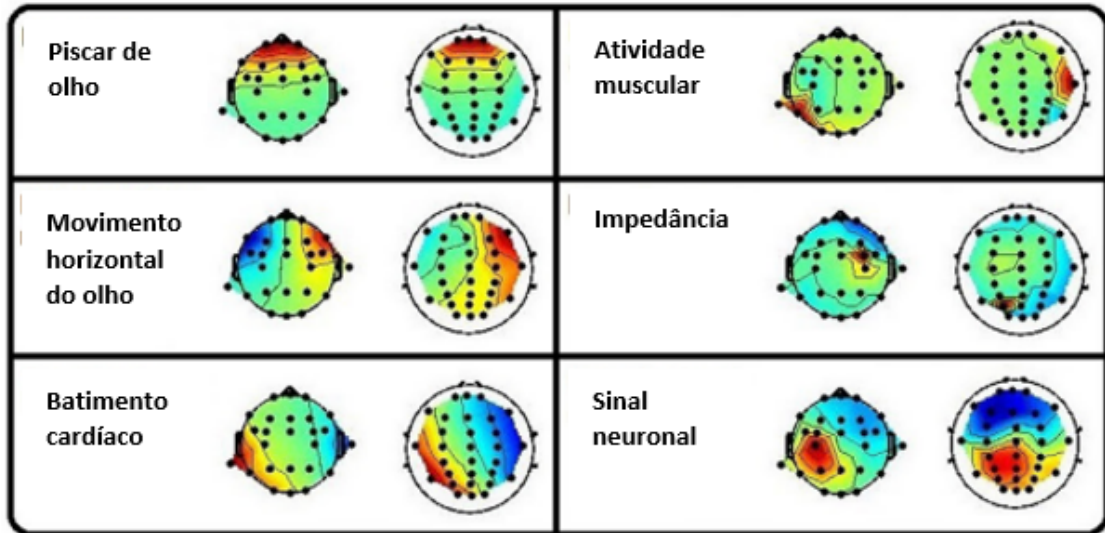 Piscar de
olho
Atividade
muscular
Movimento
horizontal
do olho
Impedância
Batimento
cardíaco
Sinal
neuronal